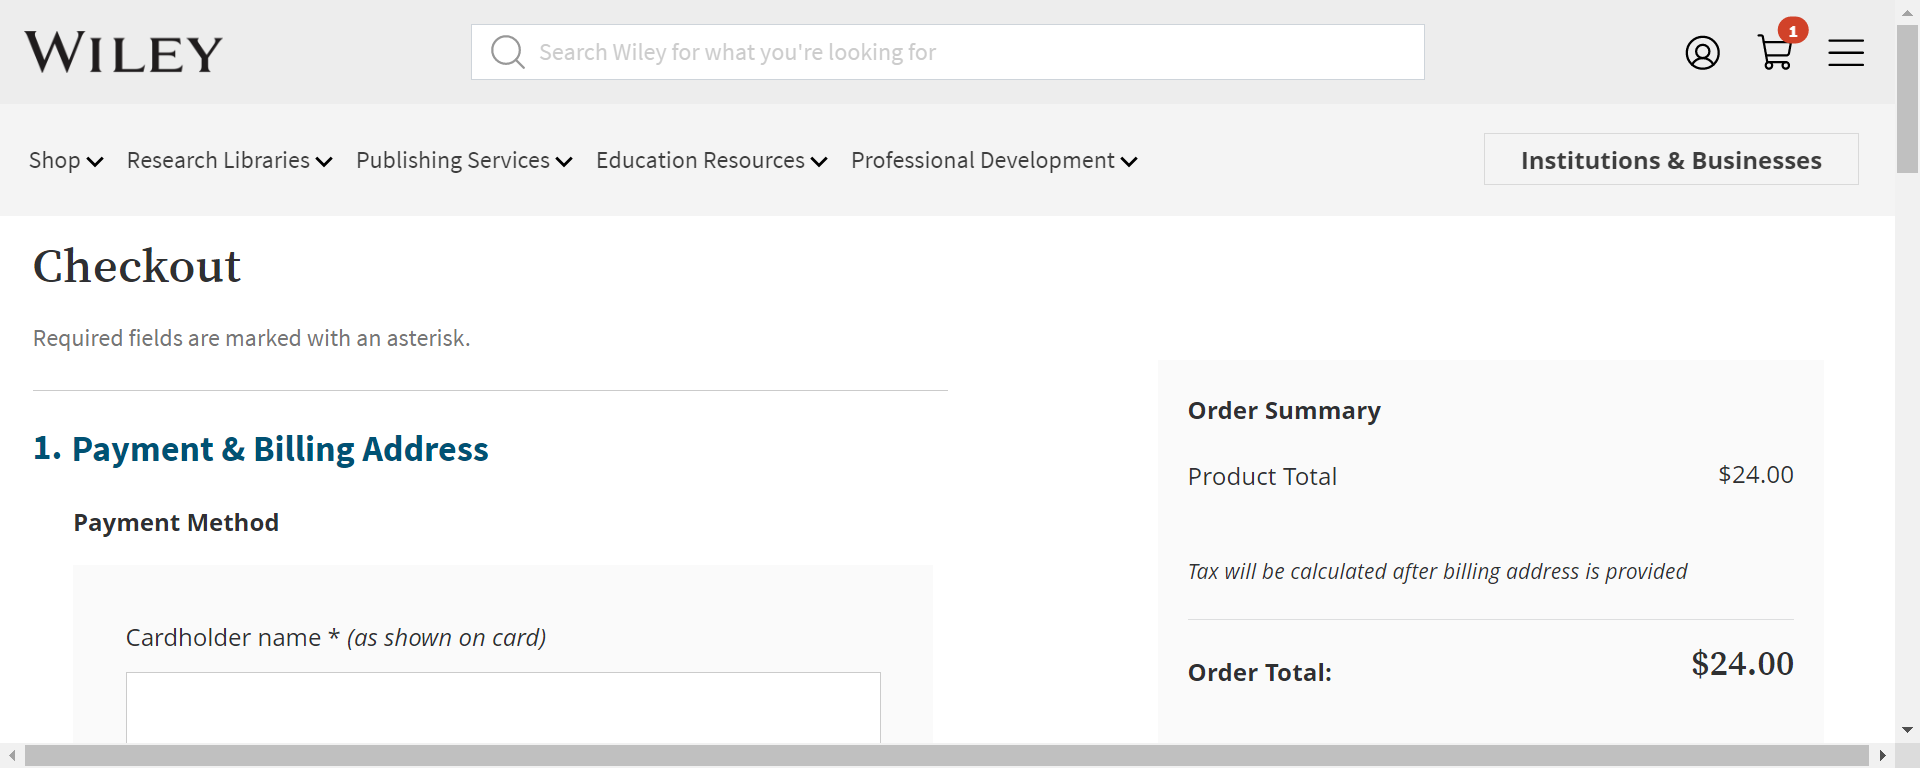 WILEY
Search Wiley for what you're looking for
1
Shop Research Libraries Publishing Services Education Resources Professional Development Institutions & Businesses
Checkout
Required fields are marked with an asterisk.
1. Payment & Billing Address
Payment Method
Cardholder name * (as shown on card)
Order Summary
Product Total $24.00
Tax will be calculated after billing address is provided
Order Total: $24.00